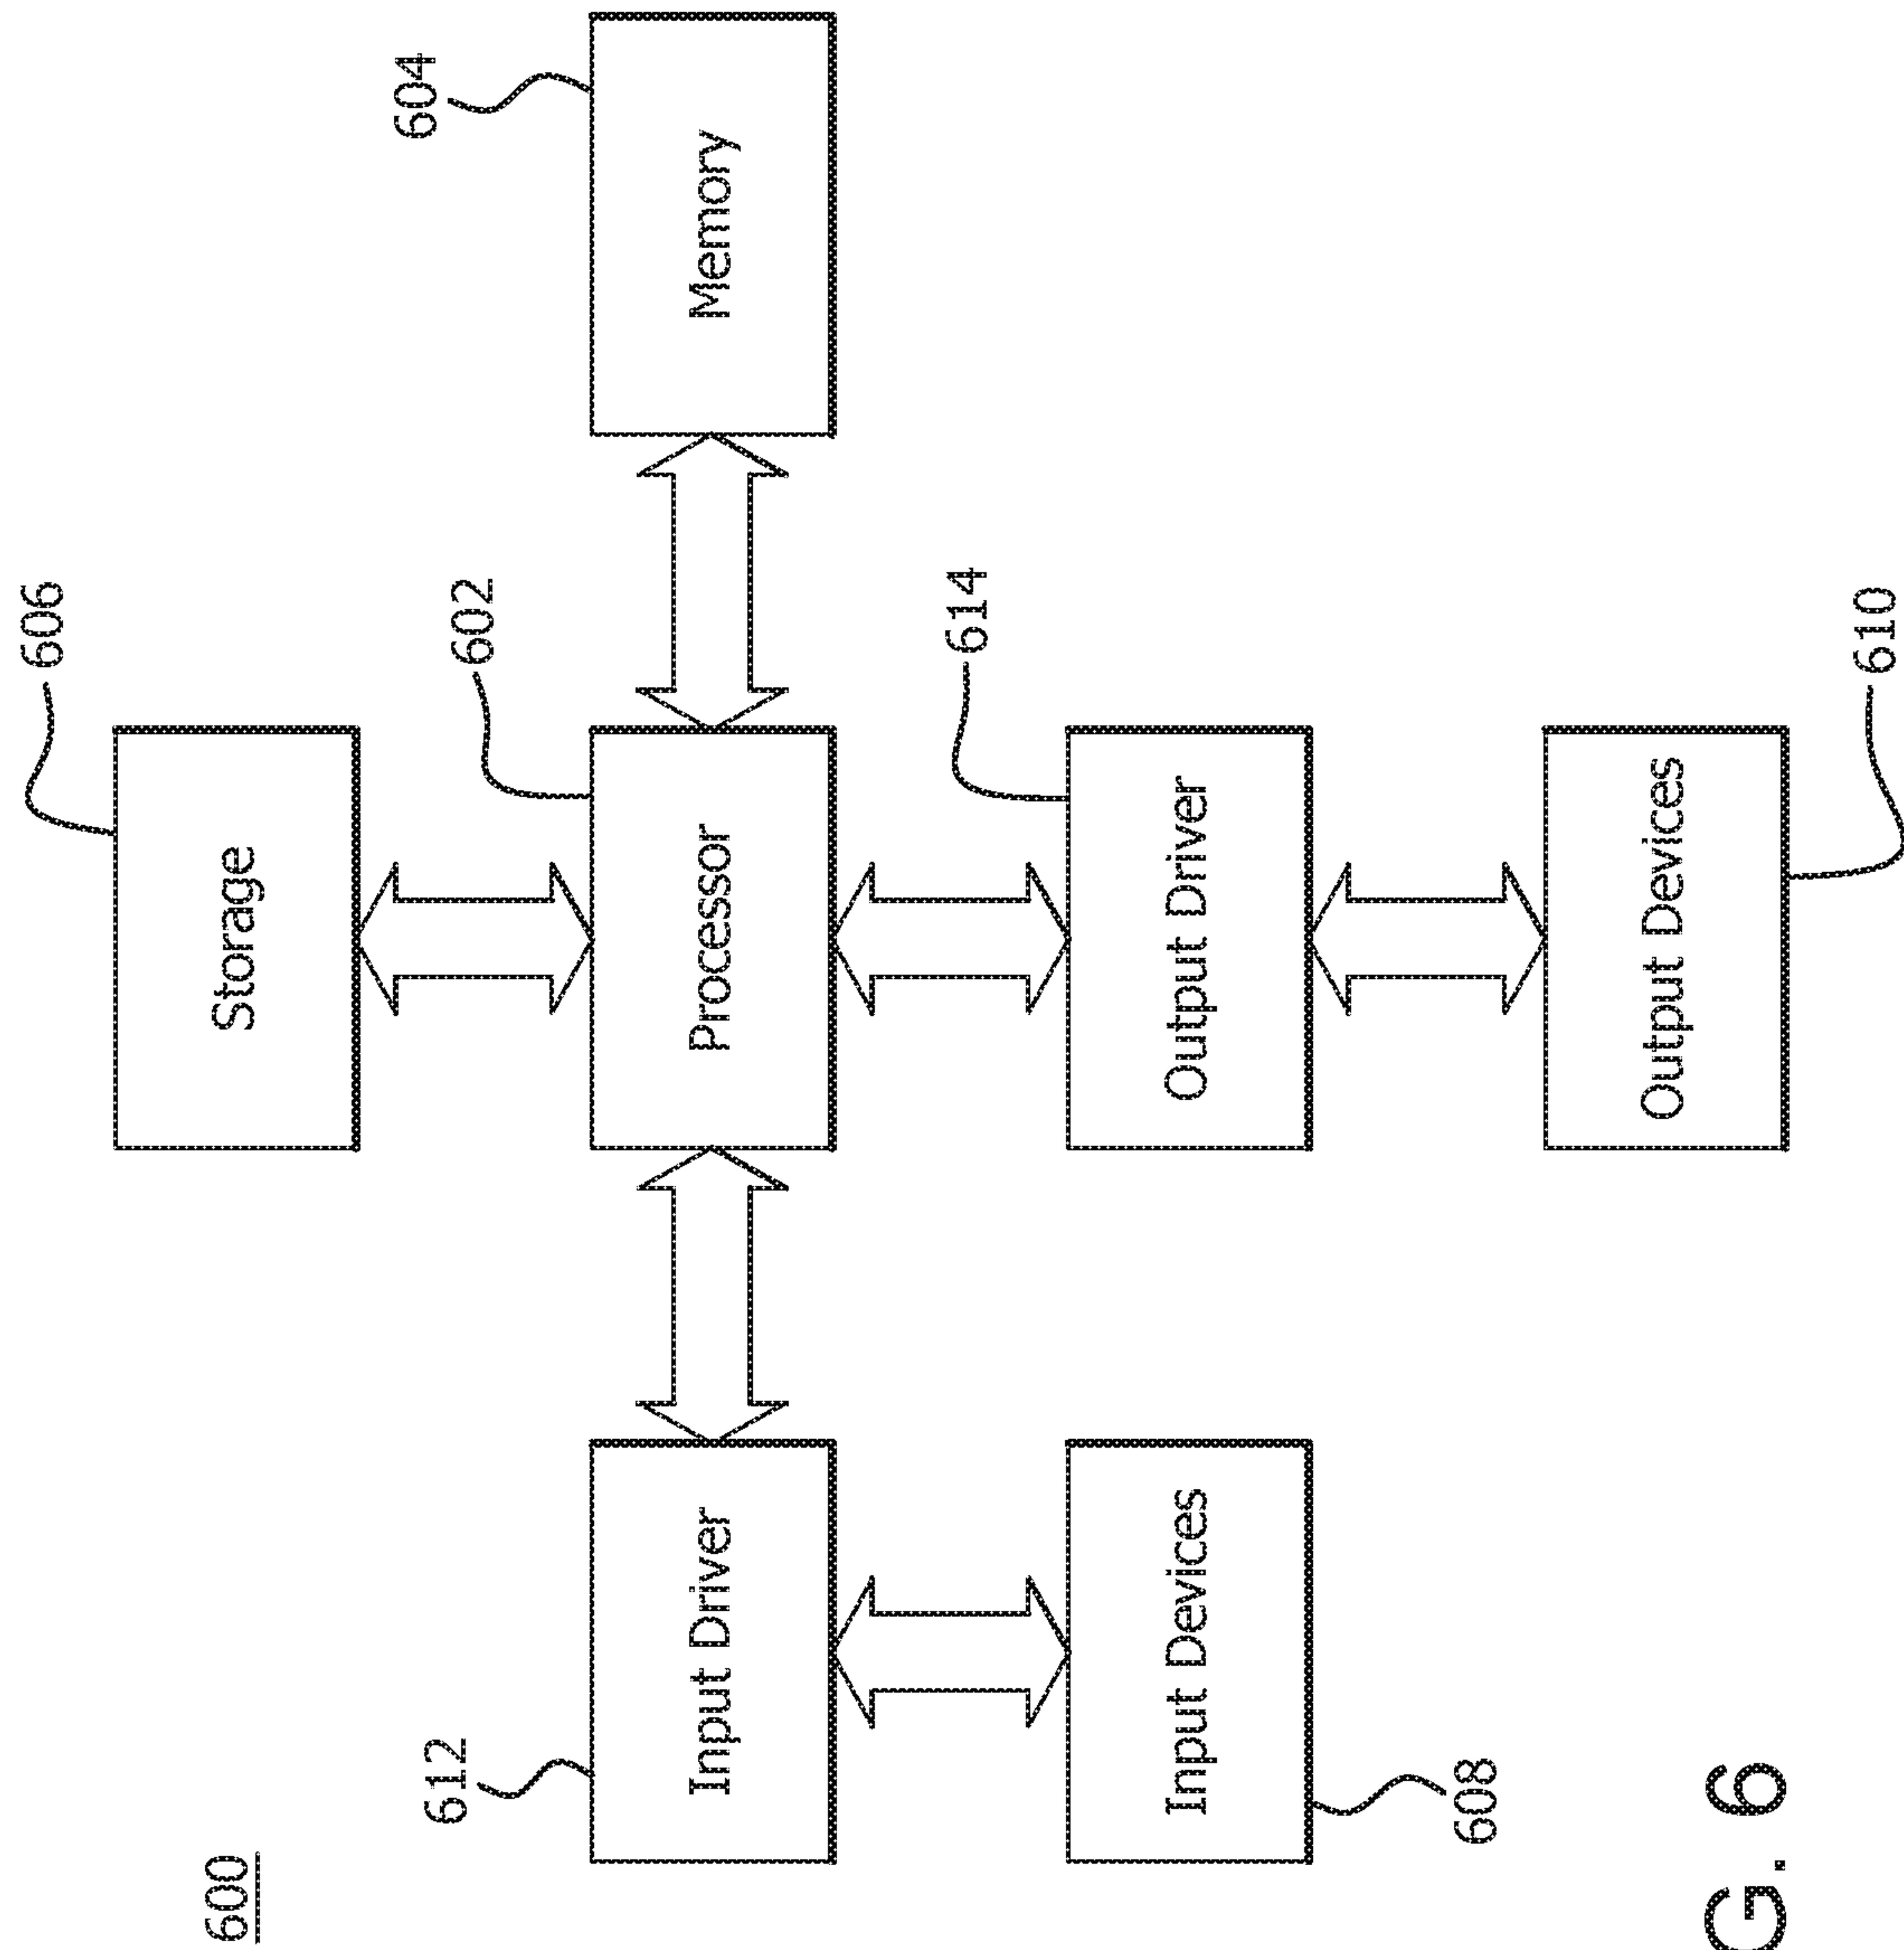 606
600
Storage
612
602
604
Input Driver
Processor
Memory
614
Input Devices
Output Driver
608
Output Devices
610
G. 6